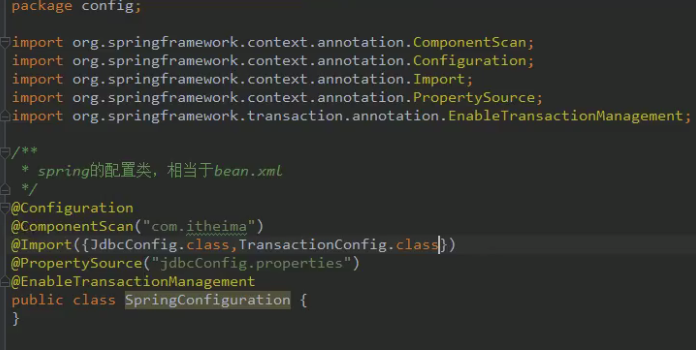 package config;
import org.springframework.context.annotation.ComponentScan;
import org.springframework.context.annotation.Configuration;
import org.springframework.context.annotation.Import;
import org.springframework.context.annotation.PropertySource;
import org.springframework.transaction.annotation.EnableTransactionManagement;
/**
* spring的配置类，相当于bean.xml
*/
@Configuration
@ComponentScan("com.itheima")
@Import({JdbcConfig.class,TransactionConfig.class})
@PropertySource("jdbcConfig.properties")
@EnableTransactionManagement
public class SpringConfiguration {
}